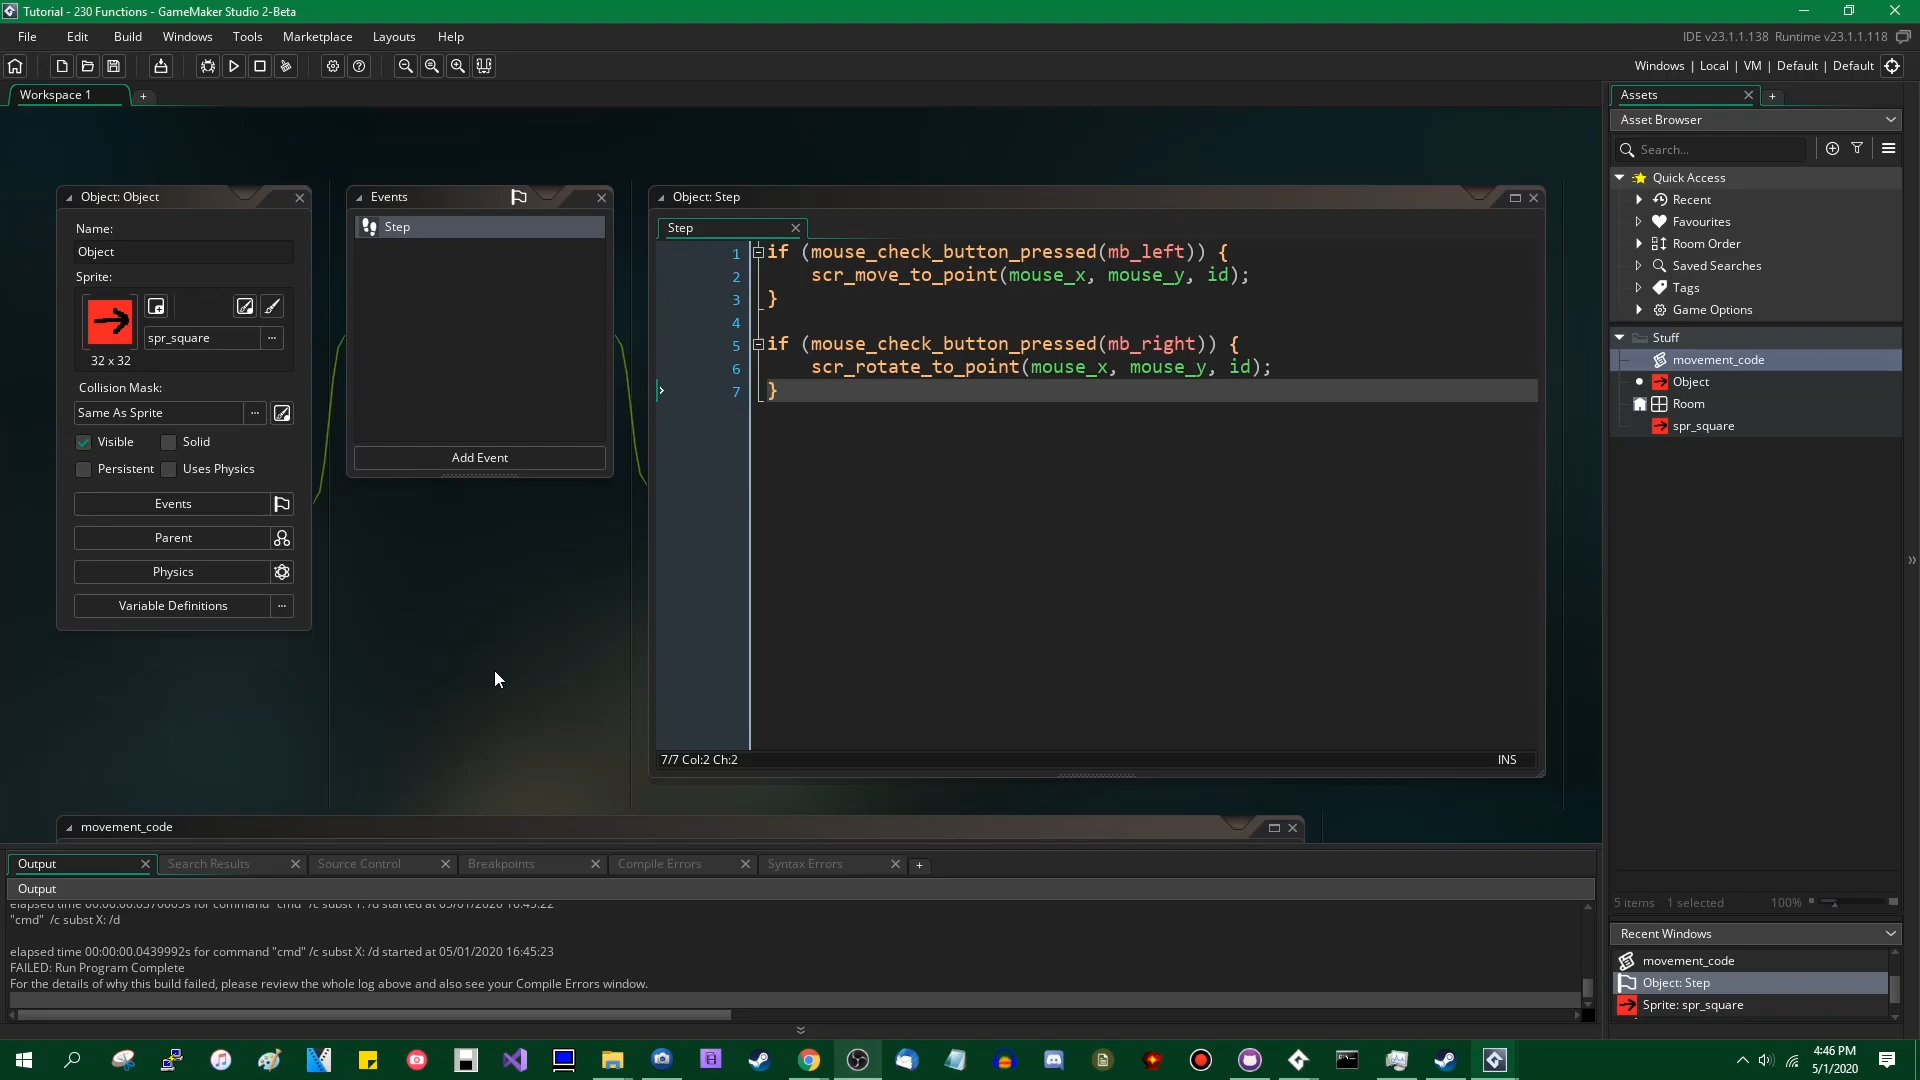 Tutorial - 230 Functions - GameMaker Studio 2-Beta
File Edit Build Windows Tools Marketplace Layouts Help
IDE v23.1.1.138 Runtime v23.1.1.118
Windows | Local | VM | Default | Default
Workspace 1
Object: Object
Name:
Object
Sprite:
spr_square
32 x 32
Collision Mask:
Same As Sprite
Visible Solid
Persistent Uses Physics
Events
Parent
Physics
Variable Definitions
Events
Step
Add Event
Object: Step
Step
1 if (mouse_check_button_pressed(mb_left)) {
2 scr_move_to_point(mouse_x, mouse_y, id);
3 }
4
5 if (mouse_check_button_pressed(mb_right)) {
6 scr_rotate_to_point(mouse_x, mouse_y, id);
7 }
7/7 Col:2 Ch:2 INS
movement_code
Output Search Results Source Control Breakpoints Compile Errors Syntax Errors
Output
"cmd" /c subst X: /d
elapsed time 00:00:00.0439992s for command "cmd" /c subst X: /d started at 05/01/2020 16:45:23
FAILED: Run Program Complete
For the details of why this build failed, please review the whole log above and also see your Compile Errors window.
Assets
Asset Browser
Search...
Quick Access
Recent
Favourites
Room Order
Saved Searches
Tags
Game Options
Stuff
movement_code
Object
Room
spr_square
5 items 1 selected 100%
Recent Windows
movement_code
Object: Step
Sprite: spr_square
4:46 PM
5/1/2020